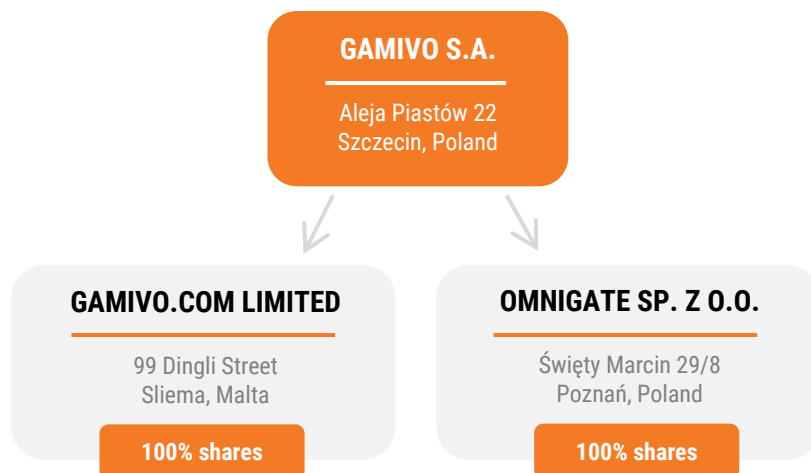 GAMIVO S.A.
Aleja Piastów 22
Szczecin, Poland
GAMIVO.COM LIMITED
99 Dingli Street
Sliema, Malta
100% shares
OMNIGATE SP. Z O.O.
Święty Marcin 29/8
Poznań, Poland
100% shares